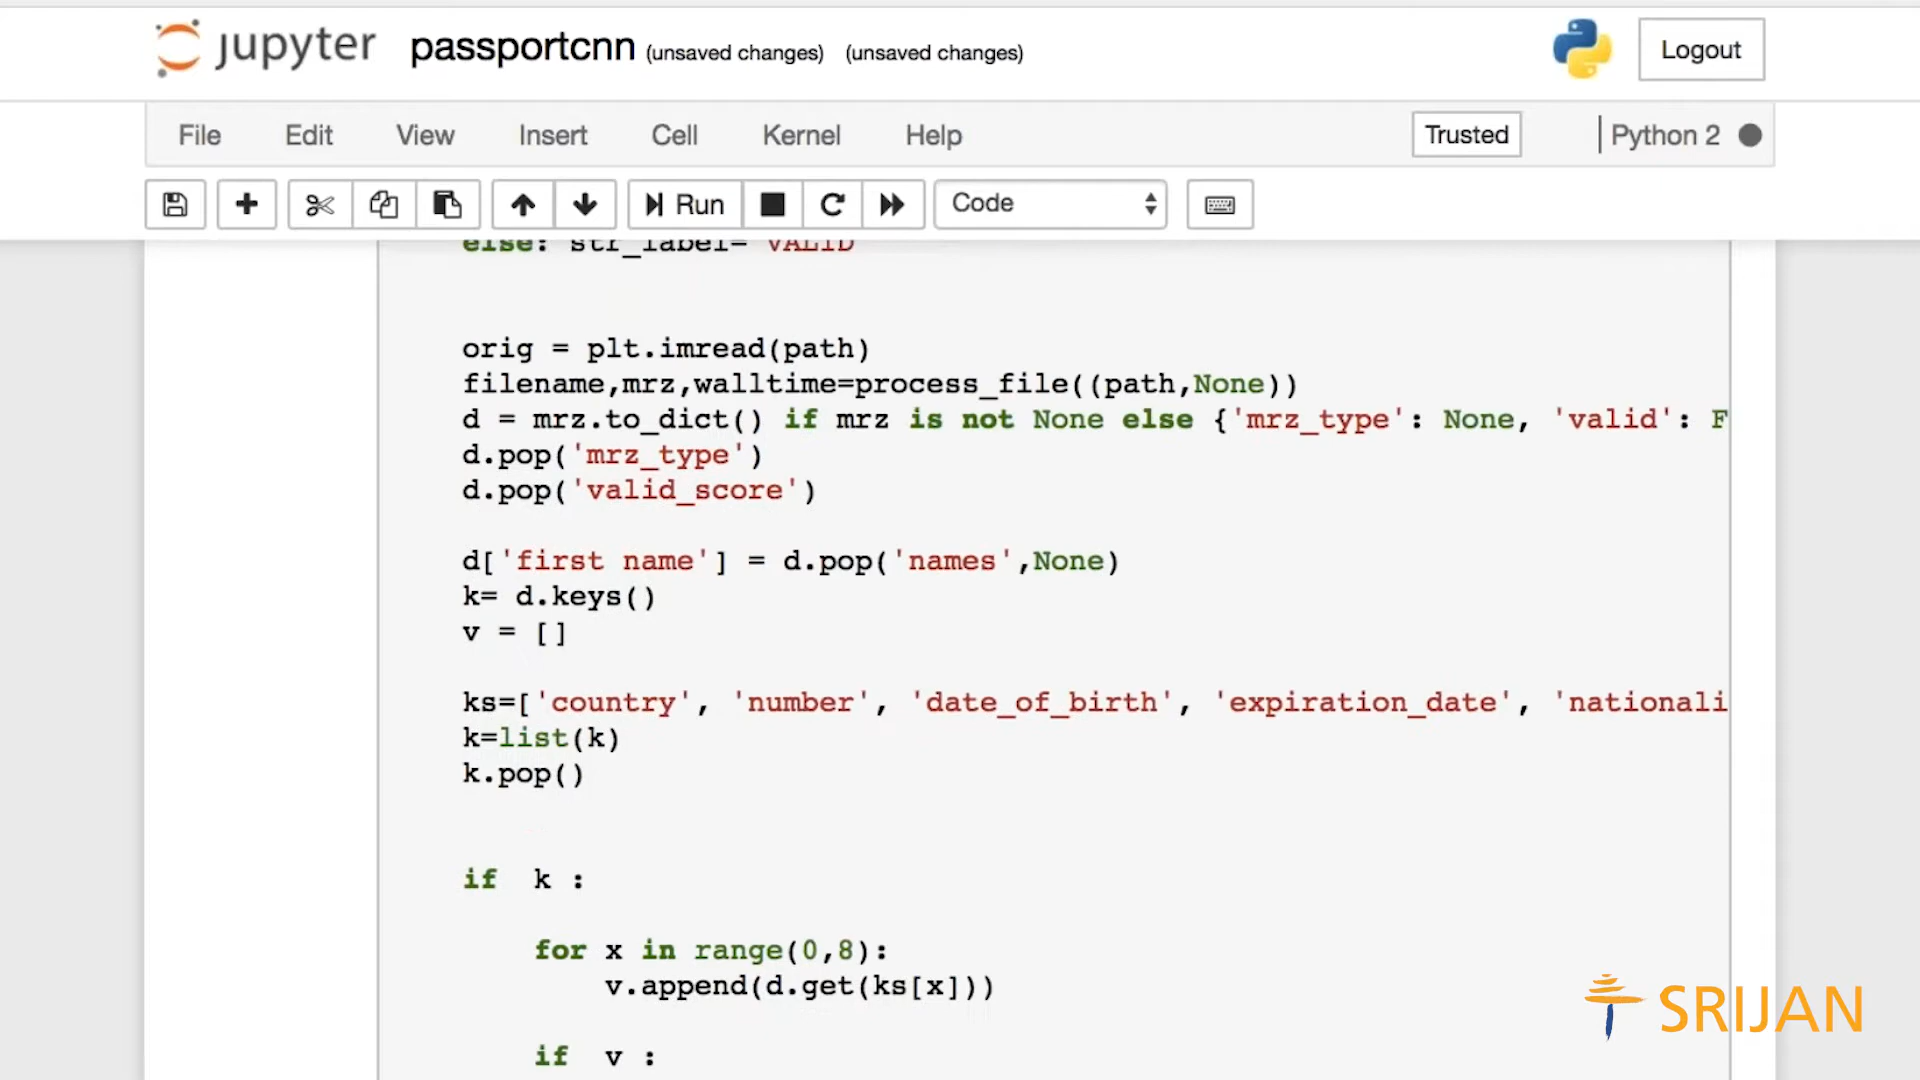 jupyter passportcnn (unsaved changes) (unsaved changes) Logout
File Edit View Insert Cell Kernel Help Trusted Python 2
Run Code
else: str_label= 'VALID
orig = plt.imread(path)
filename,mrz,walltime=process_file((path,None))
d = mrz.to_dict() if mrz is not None else {'mrz_type': None, 'valid': F
d.pop('mrz_type')
d.pop('valid_score')
d['first name'] = d.pop('names',None)
k= d.keys()
v = []
ks=['country', 'number', 'date_of_birth', 'expiration_date', 'nationali
k=list(k)
k.pop()
if k :
for x in range(0,8):
v.append(d.get(ks[x]))
if v :
SRIJAN